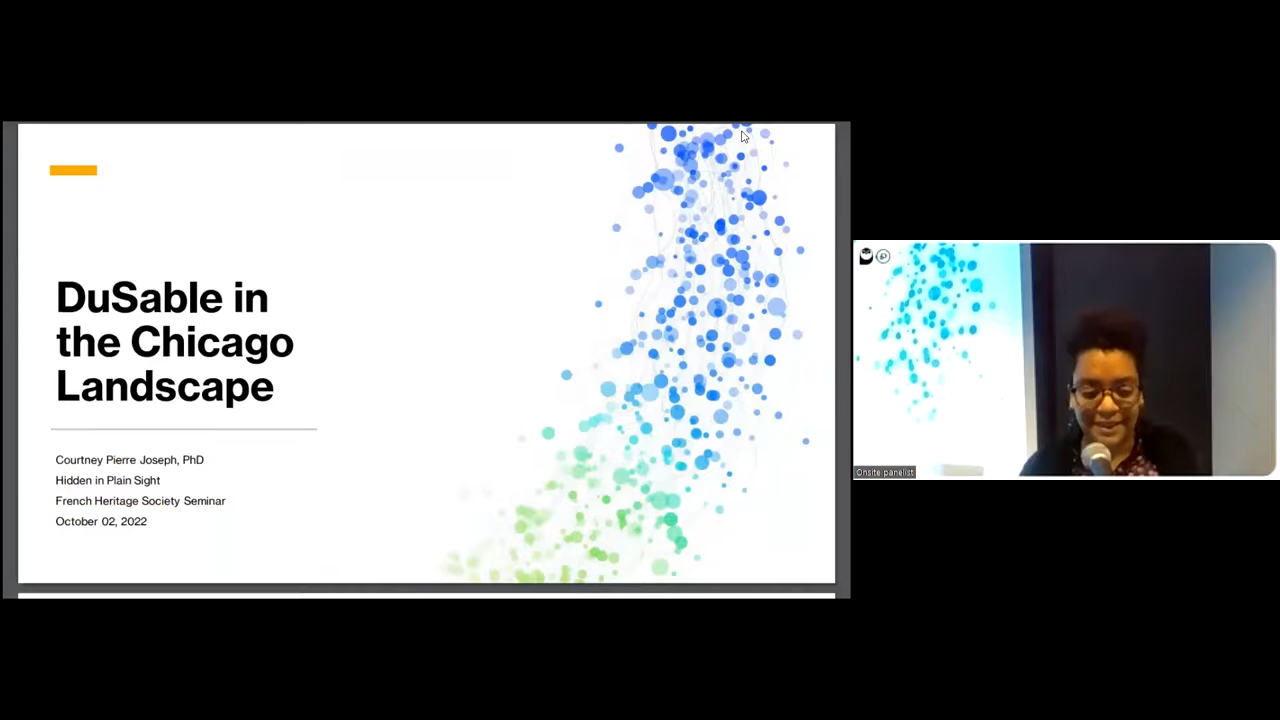 DuSable in
the Chicago
Landscape
Courtney Pierre Joseph, PhD
Hidden in Plain Sight
French Heritage Society Seminar
October 02, 2022
Onsite panelist